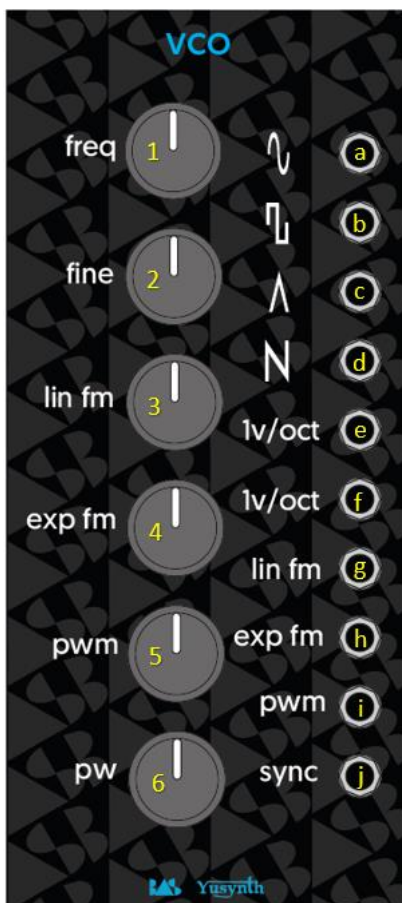 VCO
freq 1 a
b
fine 2 c
d
lin fm 3
1v/oct e
exp fm 4 1v/oct f
lin fm g
pwm 5 exp fm h
pwm i
pw 6 sync j
BMS Yusynth